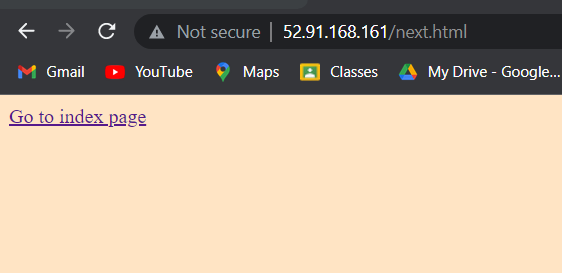 Not secure | 52.91.168.161/next.html
Gmail YouTube Maps Classes My Drive - Google...
Go to index page